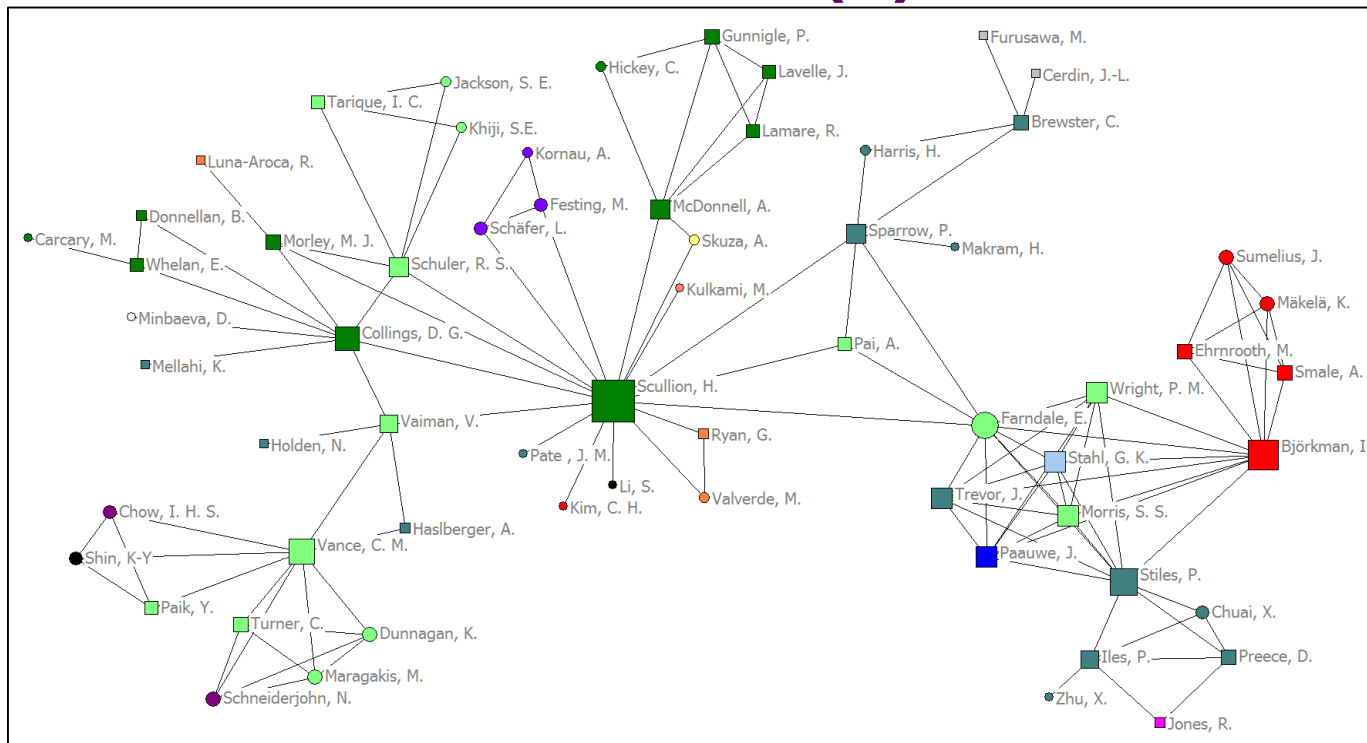 Gunnigle, P.
Furusawa, M.
Hickey, C.
Lavelle, J.
Cerdin, J.-L.
Jackson, S. E.
Tarique, I. C.
Khiji, S.E.
Lamare, R.
Brewster, C.
Luna-Aroca, R.
Kornau, A.
Harris, H.
Donnellan, B.
Festing, M.
McDonnell, A.
Carcary, M.
Morley, M. J.
Schäfer, L.
Skuza, A.
Sparrow, P.
Makram, H.
Whelan, E.
Schuler, R. S.
Sumelius, J.
Kulkami, M.
Mäkelä, K.
Minbaeva, D.
Collings, D. G.
Pai, A.
Ehrnrooth, M.
Mellahi, K.
Smale, A.
Scullion, H.
Wright, P. M.
Vaiman, V.
Farndale, E.
Holden, N.
Ryan, G.
Björkman, I.
Pate , J. M.
Stahl, G. K.
Li, S.
Valverde, M.
Trevor, J.
Kim, C. H.
Chow, I. H. S.
Haslberger, A.
Morris, S. S.
Shin, K-Y
Vance, C. M.
Paauwe, J.
Stiles, P.
Paik, Y.
Chuai, X.
Turner, C.
Dunnagan, K.
Iles, P.
Preece, D.
Maragakis, M.
Schneiderjohn, N.
Zhu, X.
Jones, R.